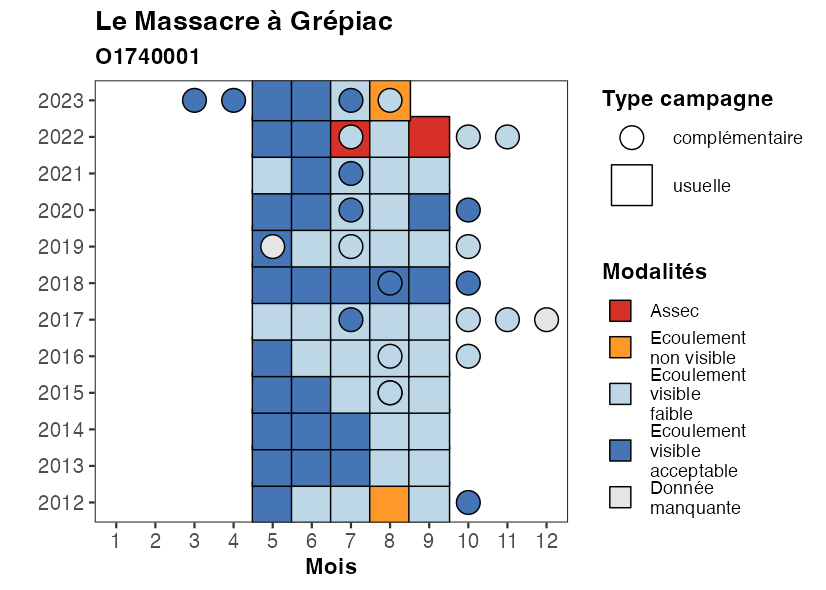 Le Massacre à Grépiac
O1740001
2023
2022
2021
2020
2019
2018
2017
2016
2015
2014
2013
2012
1 2 3 4 5 6 7 8 9 10 11 12
Mois
Type campagne
complémentaire
usuelle
Modalités
Assec
Ecoulement
non visible
Ecoulement
visible
faible
Ecoulement
visible
acceptable
Donnée
manquante